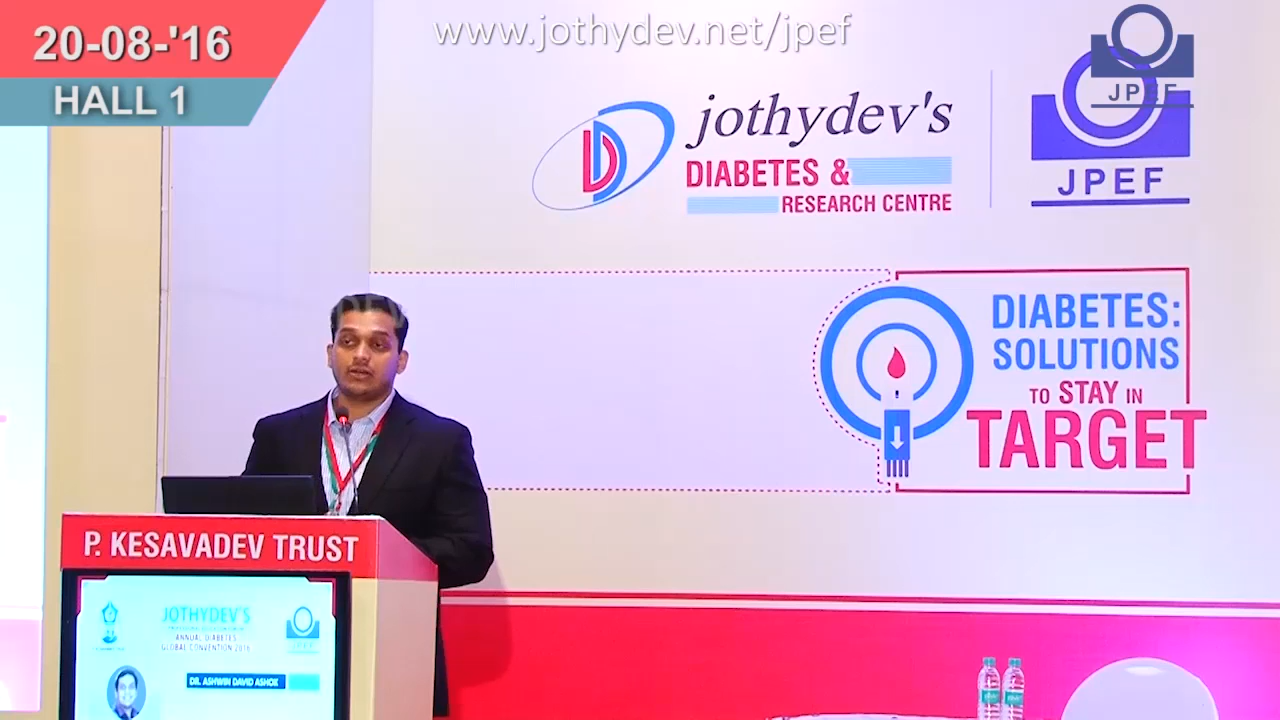 20-08-'16
HALL 1
www.jothydev.net/jpef
jothydev's
DIABETES &
RESEARCH CENTRE
JPEF
JPEF
DIABETES:
SOLUTIONS
TO STAY IN
TARGET
P. KESAVADEV TRUST
JOTHYDEV'S
ANNUAL DIABETES
GLOBAL CONVENTION 2016
DR. ASHWIN DAVID ASHOK